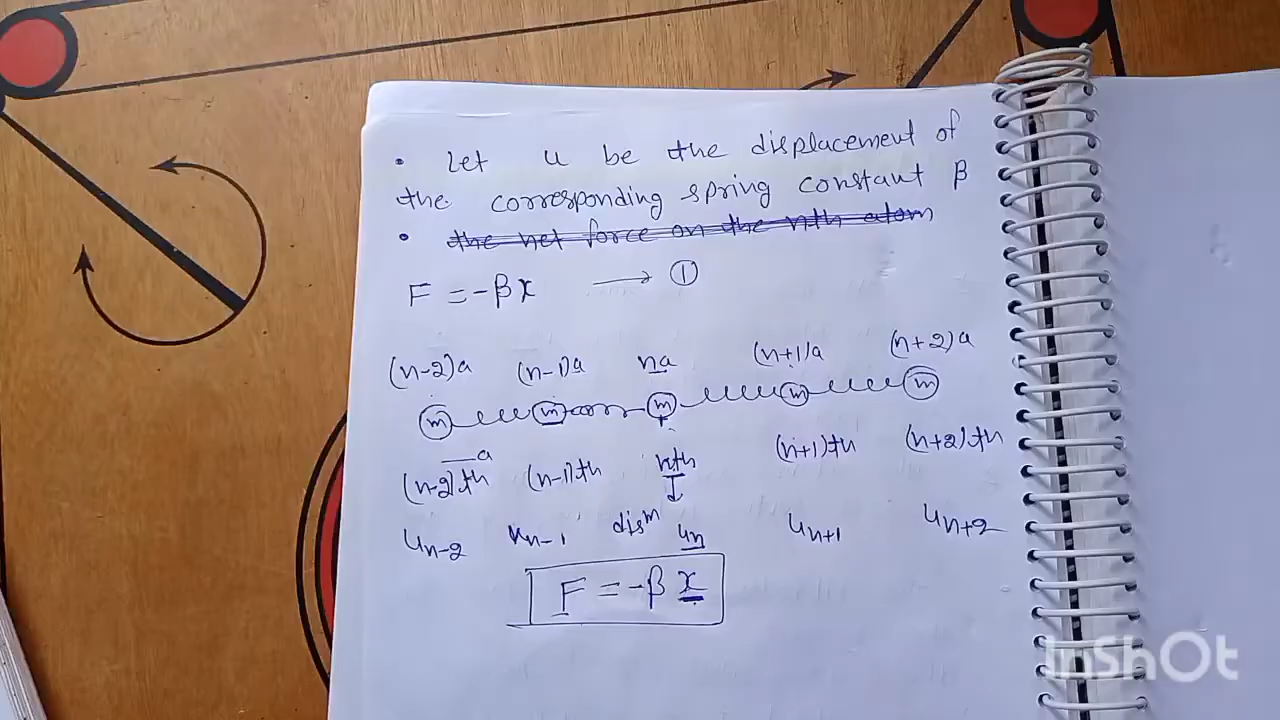 • Let u be the displacement of
the corresponding spring constant β
• the net force on the nth atom
F = -βx ⟶ ①
(n-2)a (n-1)a na (n+1)a (n+2)a
m m m m m
a
(n-2)th (n-1)th nth (n+1)th (n+2)th
u_{n-2} u_{n-1} disᵐ u_n u_{n+1} u_{n+2}
F = -βx
InShOt